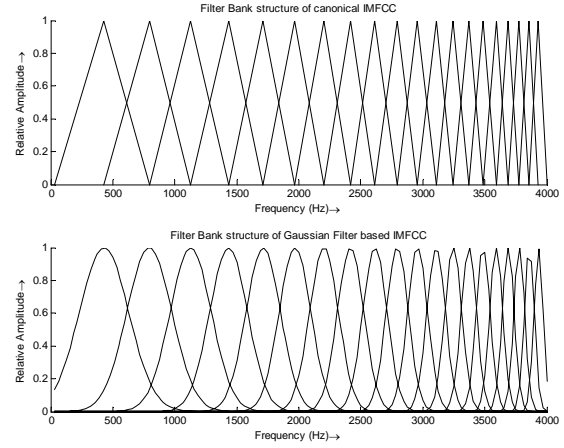 Filter Bank structure of canonical IMFCC
Relative Amplitude→
1
0.8
0.6
0.4
0.2
0
500 1000 1500 2000 2500 3000 3500 4000
Frequency (Hz)→
Filter Bank structure of Gaussian Filter based IMFCC
Relative Amplitude→
1
0.8
0.6
0.4
0.2
0
500 1000 1500 2000 2500 3000 3500 4000
Frequency (Hz)→